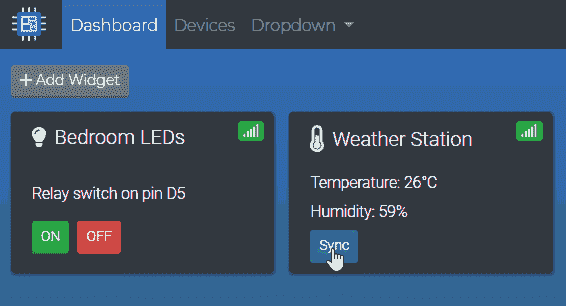 Dashboard Devices Dropdown
+ Add Widget
Bedroom LEDs
Relay switch on pin D5
ON OFF
Weather Station
Temperature: 26°C
Humidity: 59%
Sync